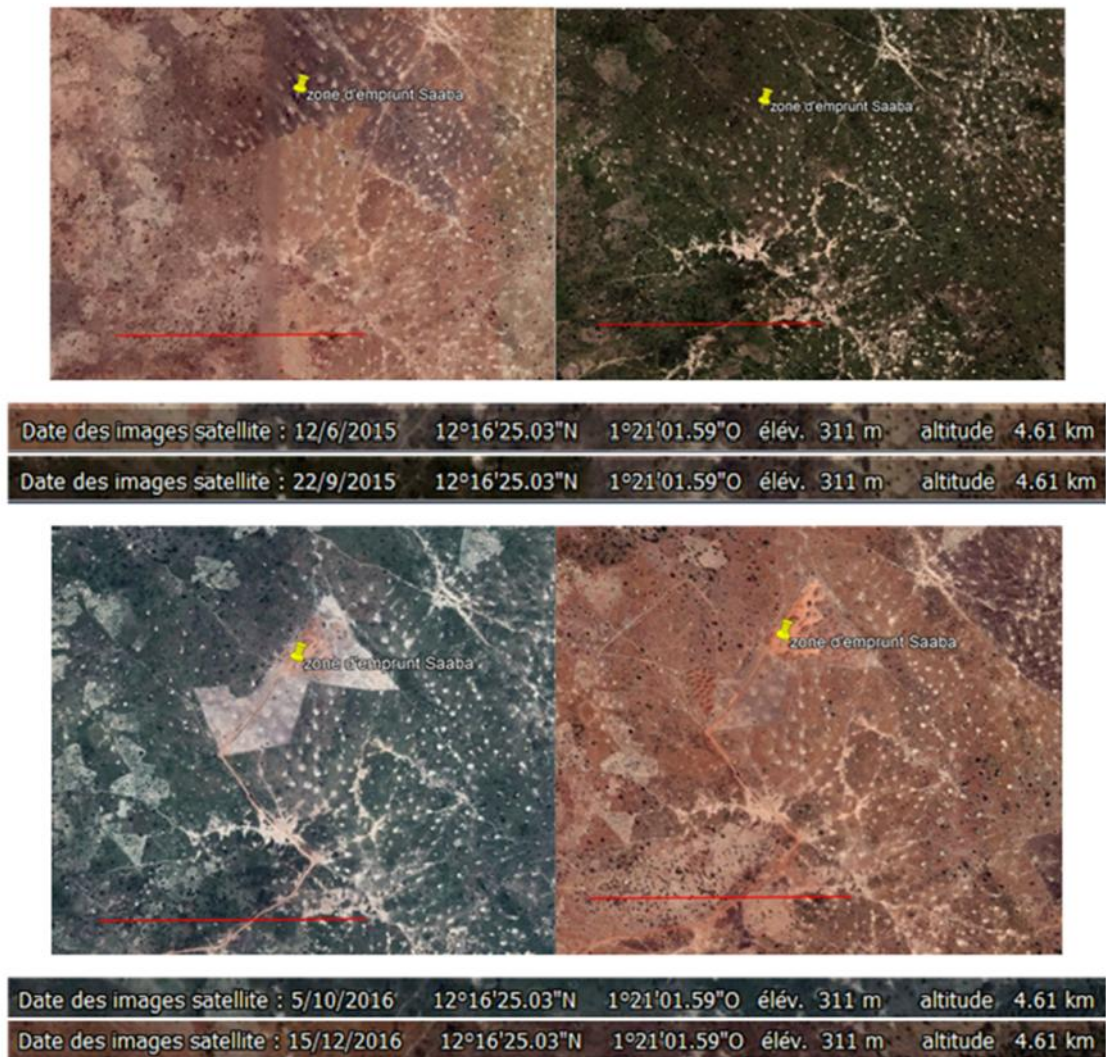 zone d'emprunt Saaba
zone d'emprunt Saaba
Date des images satellite : 12/6/2015 12°16'25.03"N 1°21'01.59"O élév. 311 m altitude 4.61 km
Date des images satellite : 22/9/2015 12°16'25.03"N 1°21'01.59"O élév. 311 m altitude 4.61 km
zone d'emprunt Saaba
zone d'emprunt Saaba
Date des images satellite : 5/10/2016 12°16'25.03"N 1°21'01.59"O élév. 311 m altitude 4.61 km
Date des images satellite : 15/12/2016 12°16'25.03"N 1°21'01.59"O élév. 311 m altitude 4.61 km